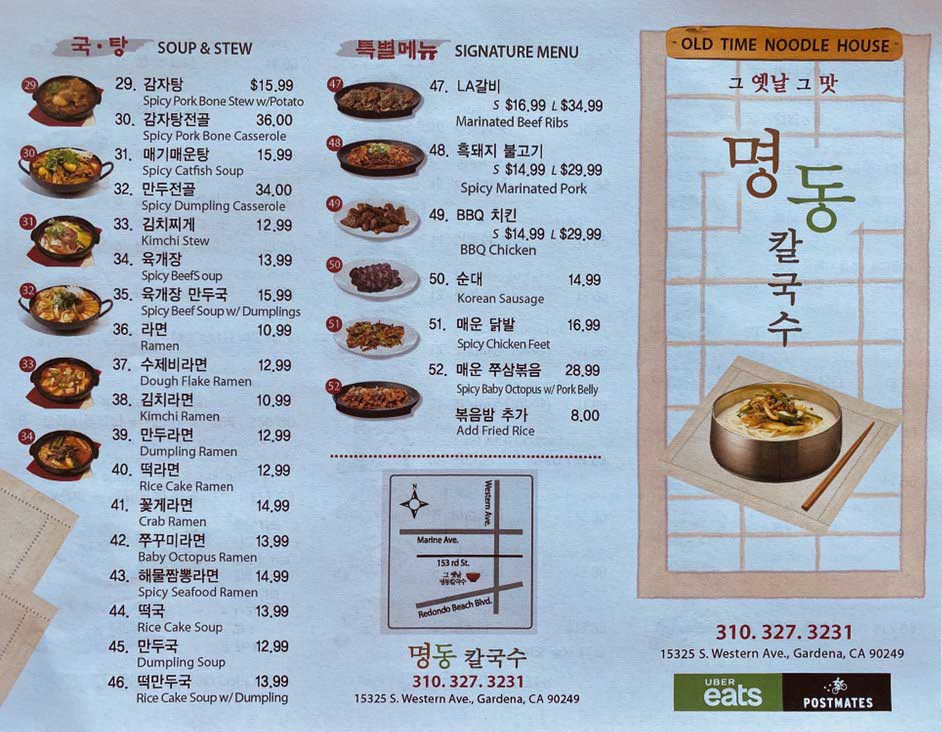 국·탕 SOUP & STEW
29 29. 감자탕 $15.99
Spicy Pork Bone Stew w/Potato
30. 감자탕전골 36.00
Spicy Pork Bone Casserole
30 31. 매기매운탕 15.99
Spicy Catfish Soup
32. 만두전골 34.00
Spicy Dumpling Casserole
31 33. 김치찌게 12.99
Kimchi Stew
34. 육개장 13.99
Spicy BeefS oup
32 35. 육개장 만두국 15.99
Spicy Beef Soup w/ Dumplings
36. 라면 10.99
Ramen
33 37. 수제비라면 12.99
Dough Flake Ramen
38. 김치라면 10.99
Kimchi Ramen
34 39. 만두라면 12.99
Dumpling Ramen
40. 떡라면 12.99
Rice Cake Ramen
41. 꽃게라면 14.99
Crab Ramen
42. 쭈꾸미라면 13.99
Baby Octopus Ramen
43. 해물짬뽕라면 14.99
Spicy Seafood Ramen
44. 떡국 13.99
Rice Cake Soup
45. 만두국 12.99
Dumpling Soup
46. 떡만두국 13.99
Rice Cake Soup w/ Dumpling
특별메뉴 SIGNATURE MENU
47 47. LA갈비
S $16.99 L $34.99
Marinated Beef Ribs
48 48. 흑돼지 불고기
S $14.99 L $29.99
Spicy Marinated Pork
49 49. BBQ 치킨
S $14.99 L $29.99
BBQ Chicken
50 50. 순대 14.99
Korean Sausage
51 51. 매운 닭발 16.99
Spicy Chicken Feet
52 52. 매운 쭈삼볶음 28.99
Spicy Baby Octopus w/ Pork Belly
볶음밥 추가 8.00
Add Fried Rice
N
Western Ave.
Marine Ave.
153 rd St.
그 옛날
명동칼국수
Redondo Beach Blvd.
명동 칼국수
310. 327. 3231
15325 S. Western Ave., Gardena, CA 90249
OLD TIME NOODLE HOUSE
그 옛날 그 맛
명동
칼국수
310. 327. 3231
15325 S. Western Ave., Gardena, CA 90249
UBER
eats
POSTMATES